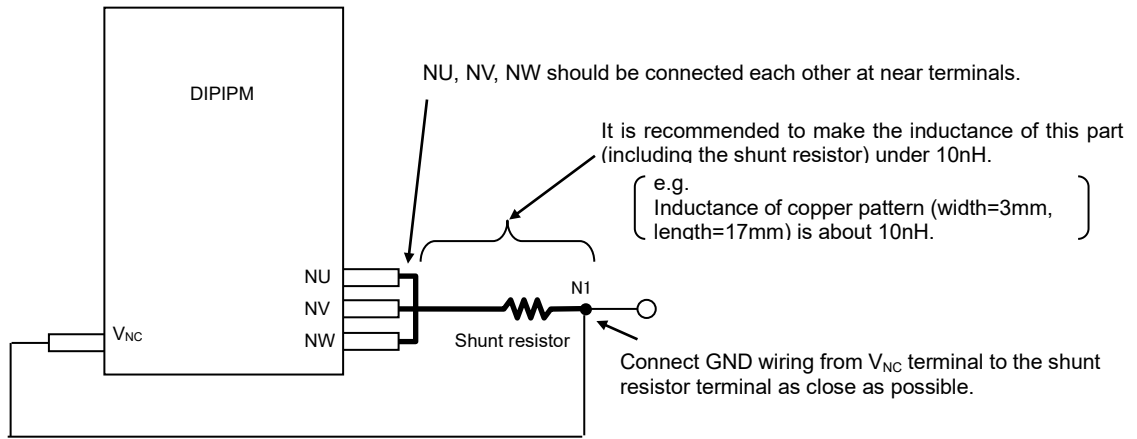 NU, NV, NW should be connected each other at near terminals.
DIPIPM
It is recommended to make the inductance of this part
(including the shunt resistor) under 10nH.
e.g.
Inductance of copper pattern (width=3mm,
length=17mm) is about 10nH.
NU
N1
NV
VNC
NW
Shunt resistor
Connect GND wiring from VNC terminal to the shunt
resistor terminal as close as possible.